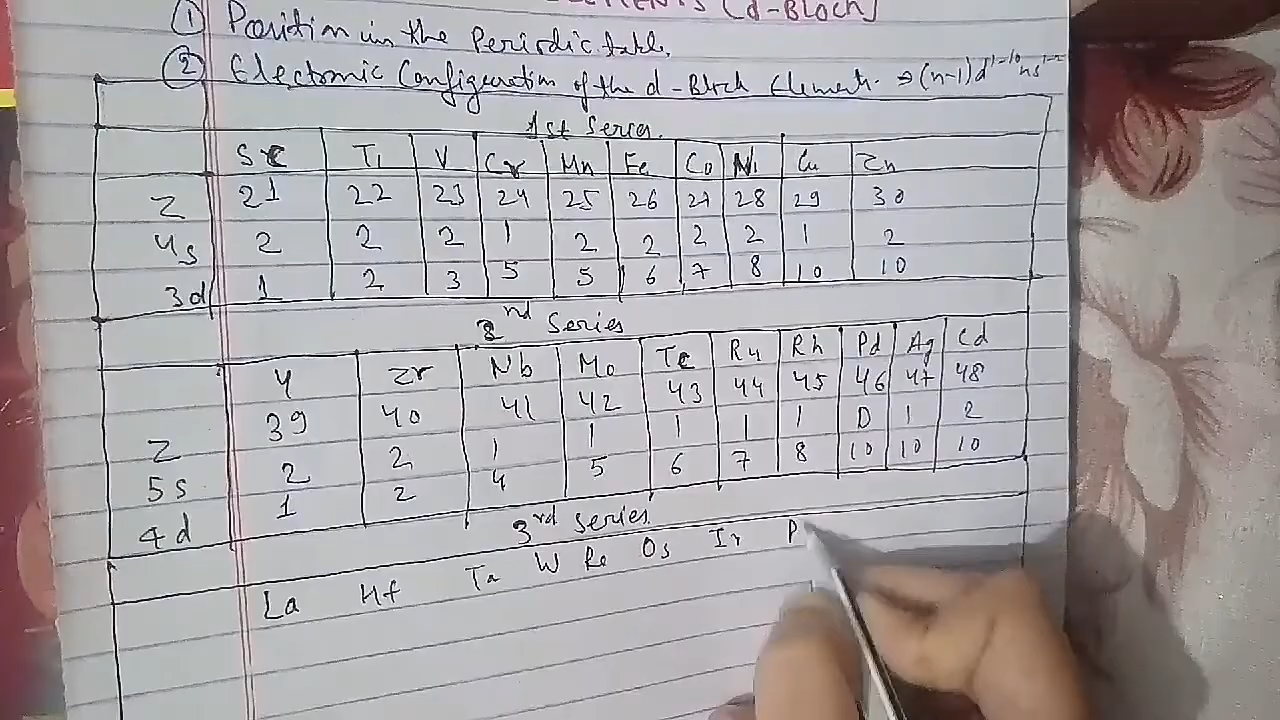 ELEMENTS (d-Block)
① Position in the Periodic table.
② Electonic Configuration of the d-Block Elements. → (n-1)d¹⁻¹⁰ ns¹⁻²
1st Series.
Sc Ti V Cr Mn Fe Co Ni Cu Zn
Z 21 22 23 24 25 26 27 28 29 30
4s 2 2 2 1 2 2 2 2 1 2
3d 1 2 3 5 5 6 7 8 10 10
2nd Series
Y Zr Nb Mo Tc Ru Rh Pd Ag Cd
Z 39 40 41 42 43 44 45 46 47 48
5s 2 2 1 1 1 1 1 0 1 2
4d 1 2 4 5 6 7 8 10 10 10
3rd series.
La Hf Ta W Re Os Ir P